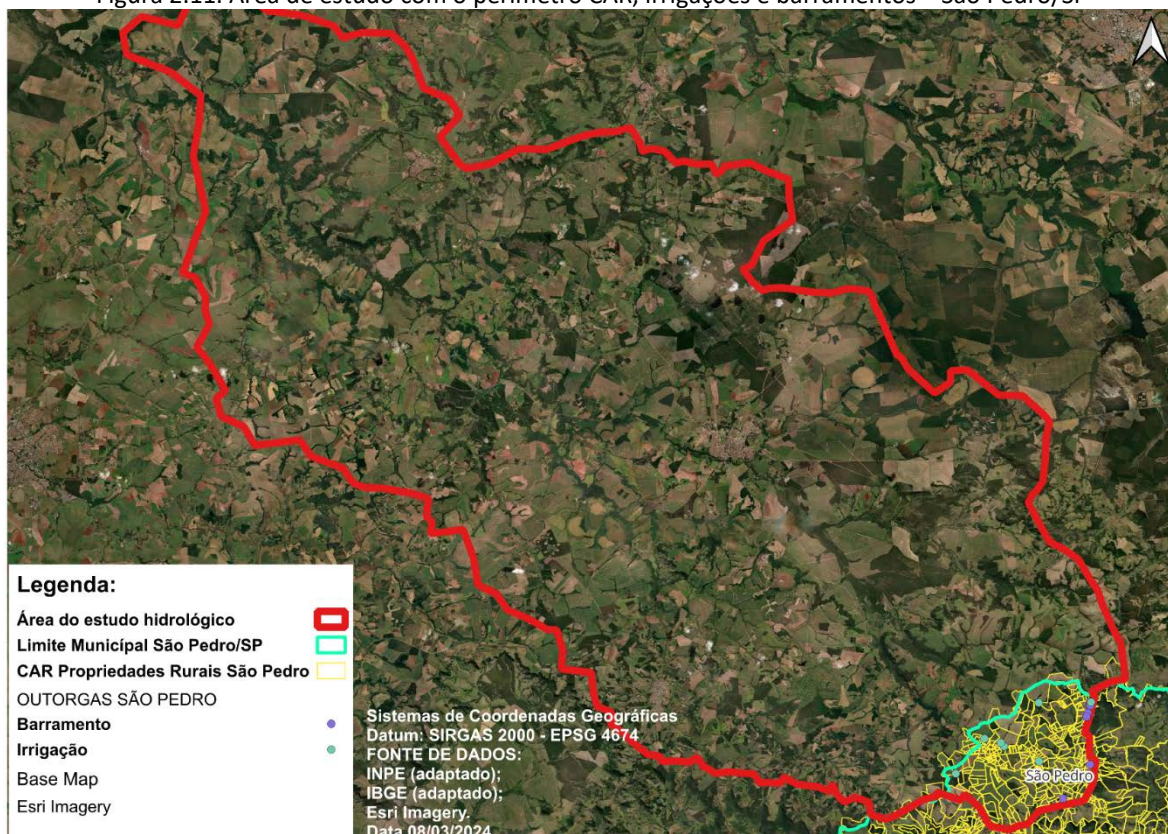 Figura 2.11: Área de estudo com o perímetro CAR, irrigações e barramentos – São Pedro/SP
Legenda:
Área do estudo hidrológico
Limite Municípal São Pedro/SP
CAR Propriedades Rurais São Pedro
OUTORGAS SÃO PEDRO
Barramento
Irrigação
Base Map
Esri Imagery
Sistemas de Coordenadas Geográficas
Datum: SIRGAS 2000 - EPSG 4674
FONTE DE DADOS:
INPE (adaptado);
IBGE (adaptado);
Esri Imagery.
Data 08/03/2024
São Pedro